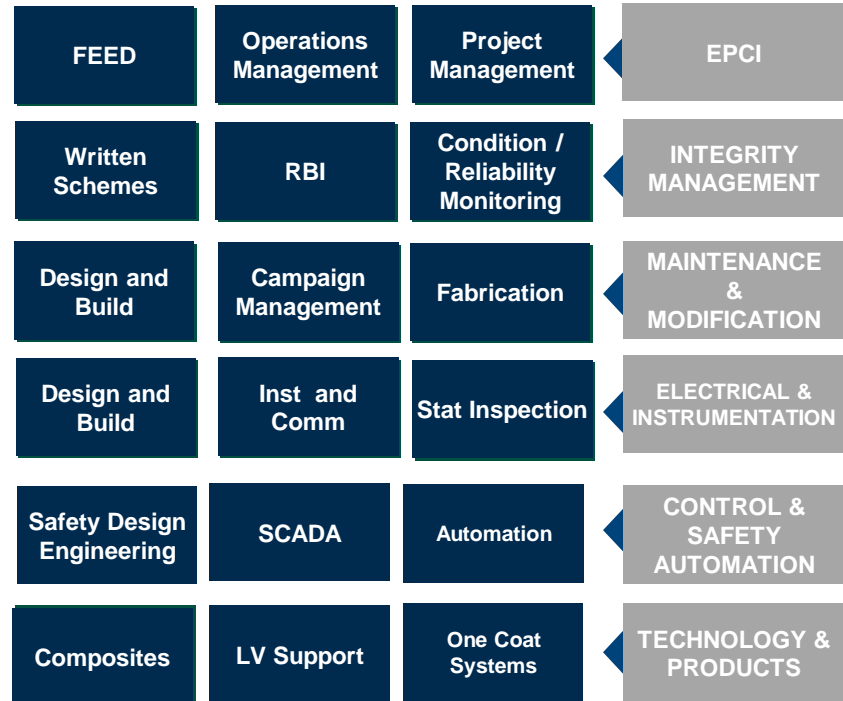 FEED
Operations
Management
Project
Management
EPCI
Written
Schemes
RBI
Condition /
Reliability
Monitoring
INTEGRITY
MANAGEMENT
Design and
Build
Campaign
Management
Fabrication
MAINTENANCE
&
MODIFICATION
Design and
Build
Inst and
Comm
Stat Inspection
ELECTRICAL &
INSTRUMENTATION
Safety Design
Engineering
SCADA
Automation
CONTROL &
SAFETY
AUTOMATION
Composites
LV Support
One Coat
Systems
TECHNOLOGY &
PRODUCTS